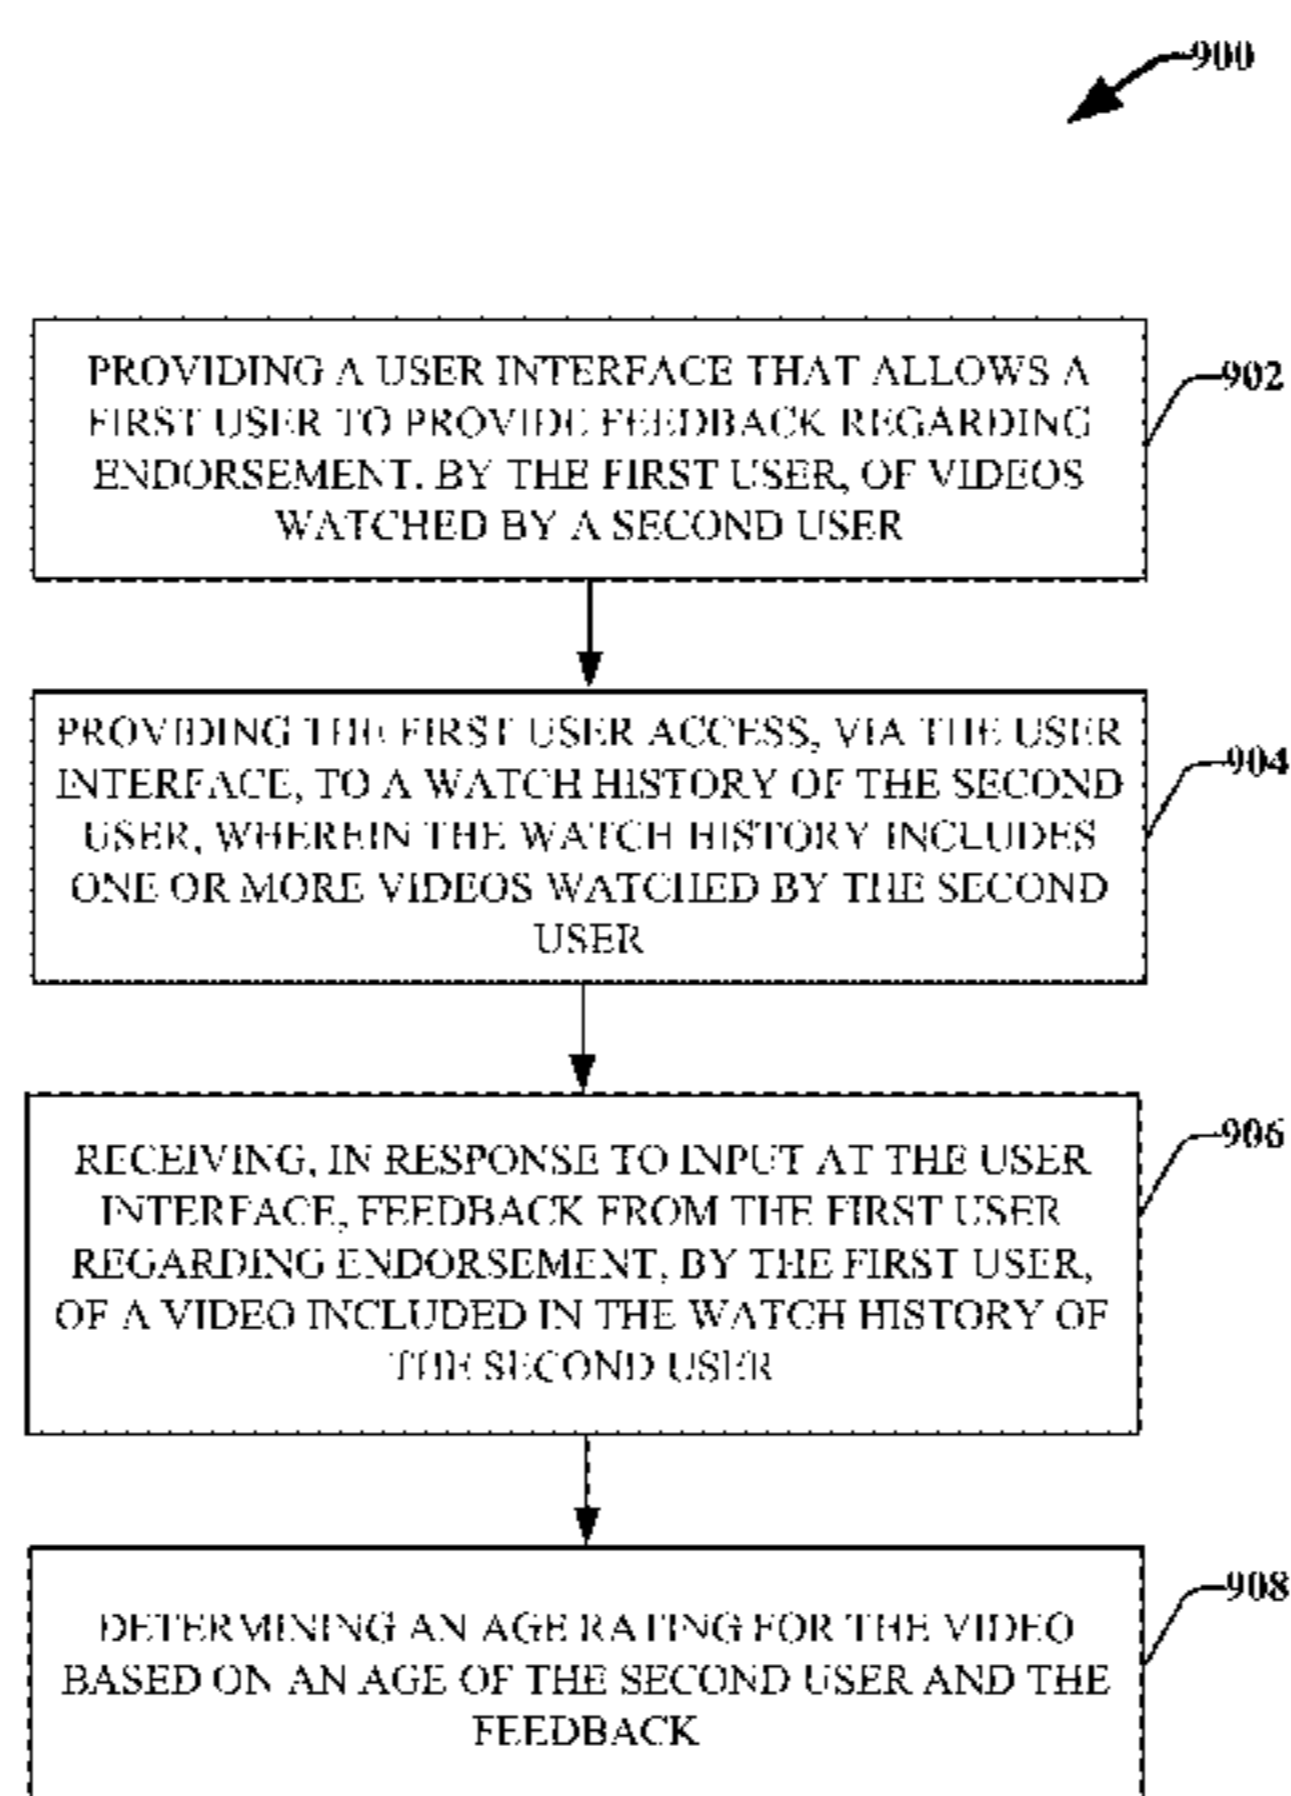 900
PROVIDING A USER INTERFACE THAT ALLOWS A
FIRST USER TO PROVIDE FEEDBACK REGARDING
ENDORSEMENT, BY THE FIRST USER, OF VIDEOS
WATCHED BY A SECOND USER
902
PROVIDING THE FIRST USER ACCESS, VIA THE USER
INTERFACE, TO A WATCH HISTORY OF THE SECOND
USER, WHEREIN THE WATCH HISTORY INCLUDES
ONE OR MORE VIDEOS WATCHED BY THE SECOND
USER
904
RECEIVING, IN RESPONSE TO INPUT AT THE USER
INTERFACE, FEEDBACK FROM THE FIRST USER
REGARDING ENDORSEMENT, BY THE FIRST USER,
OF A VIDEO INCLUDED IN THE WATCH HISTORY OF
THE SECOND USER
906
DETERMINING AN AGE RATING FOR THE VIDEO
BASED ON AN AGE OF THE SECOND USER AND THE
FEEDBACK
908